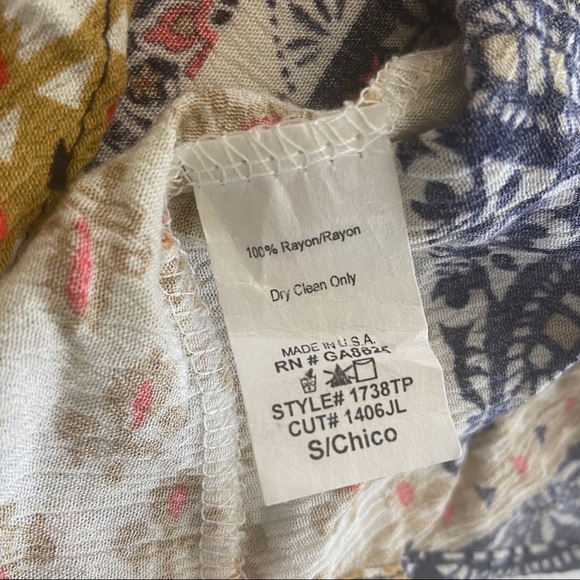 100% Rayon/Rayon
Dry Clean Only
MADE IN U.S.A.
RN #
STYLE# 1738TP
CUT# 1406JL
S/Chico